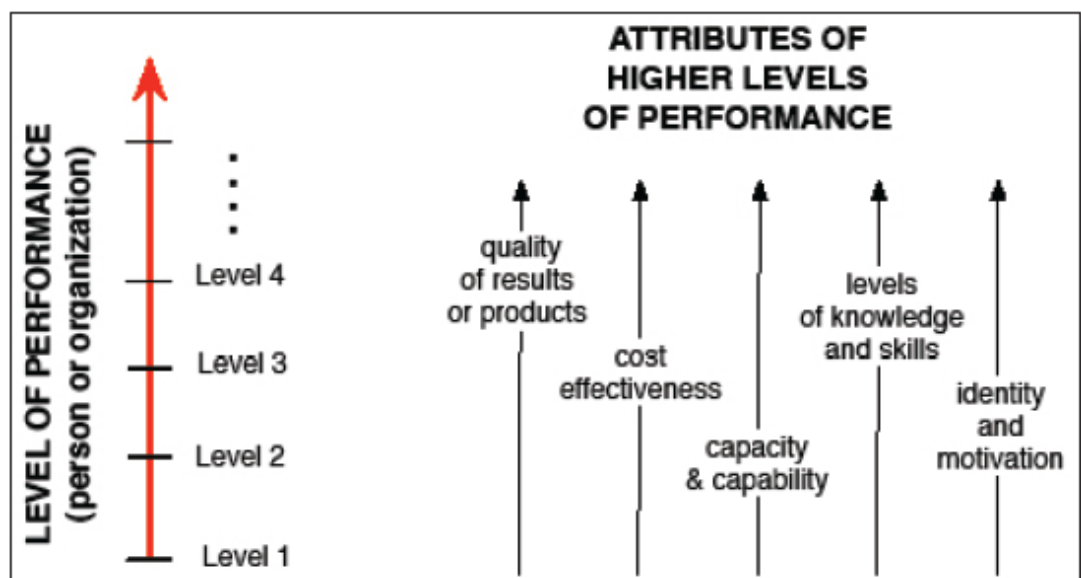 LEVEL OF PERFORMANCE
(person or organization)
Level 4
Level 3
Level 2
Level 1
ATTRIBUTES OF
HIGHER LEVELS
OF PERFORMANCE
quality
of results
or products
cost
effectiveness
capacity
& capability
levels
of knowledge
and skills
identity
and
motivation